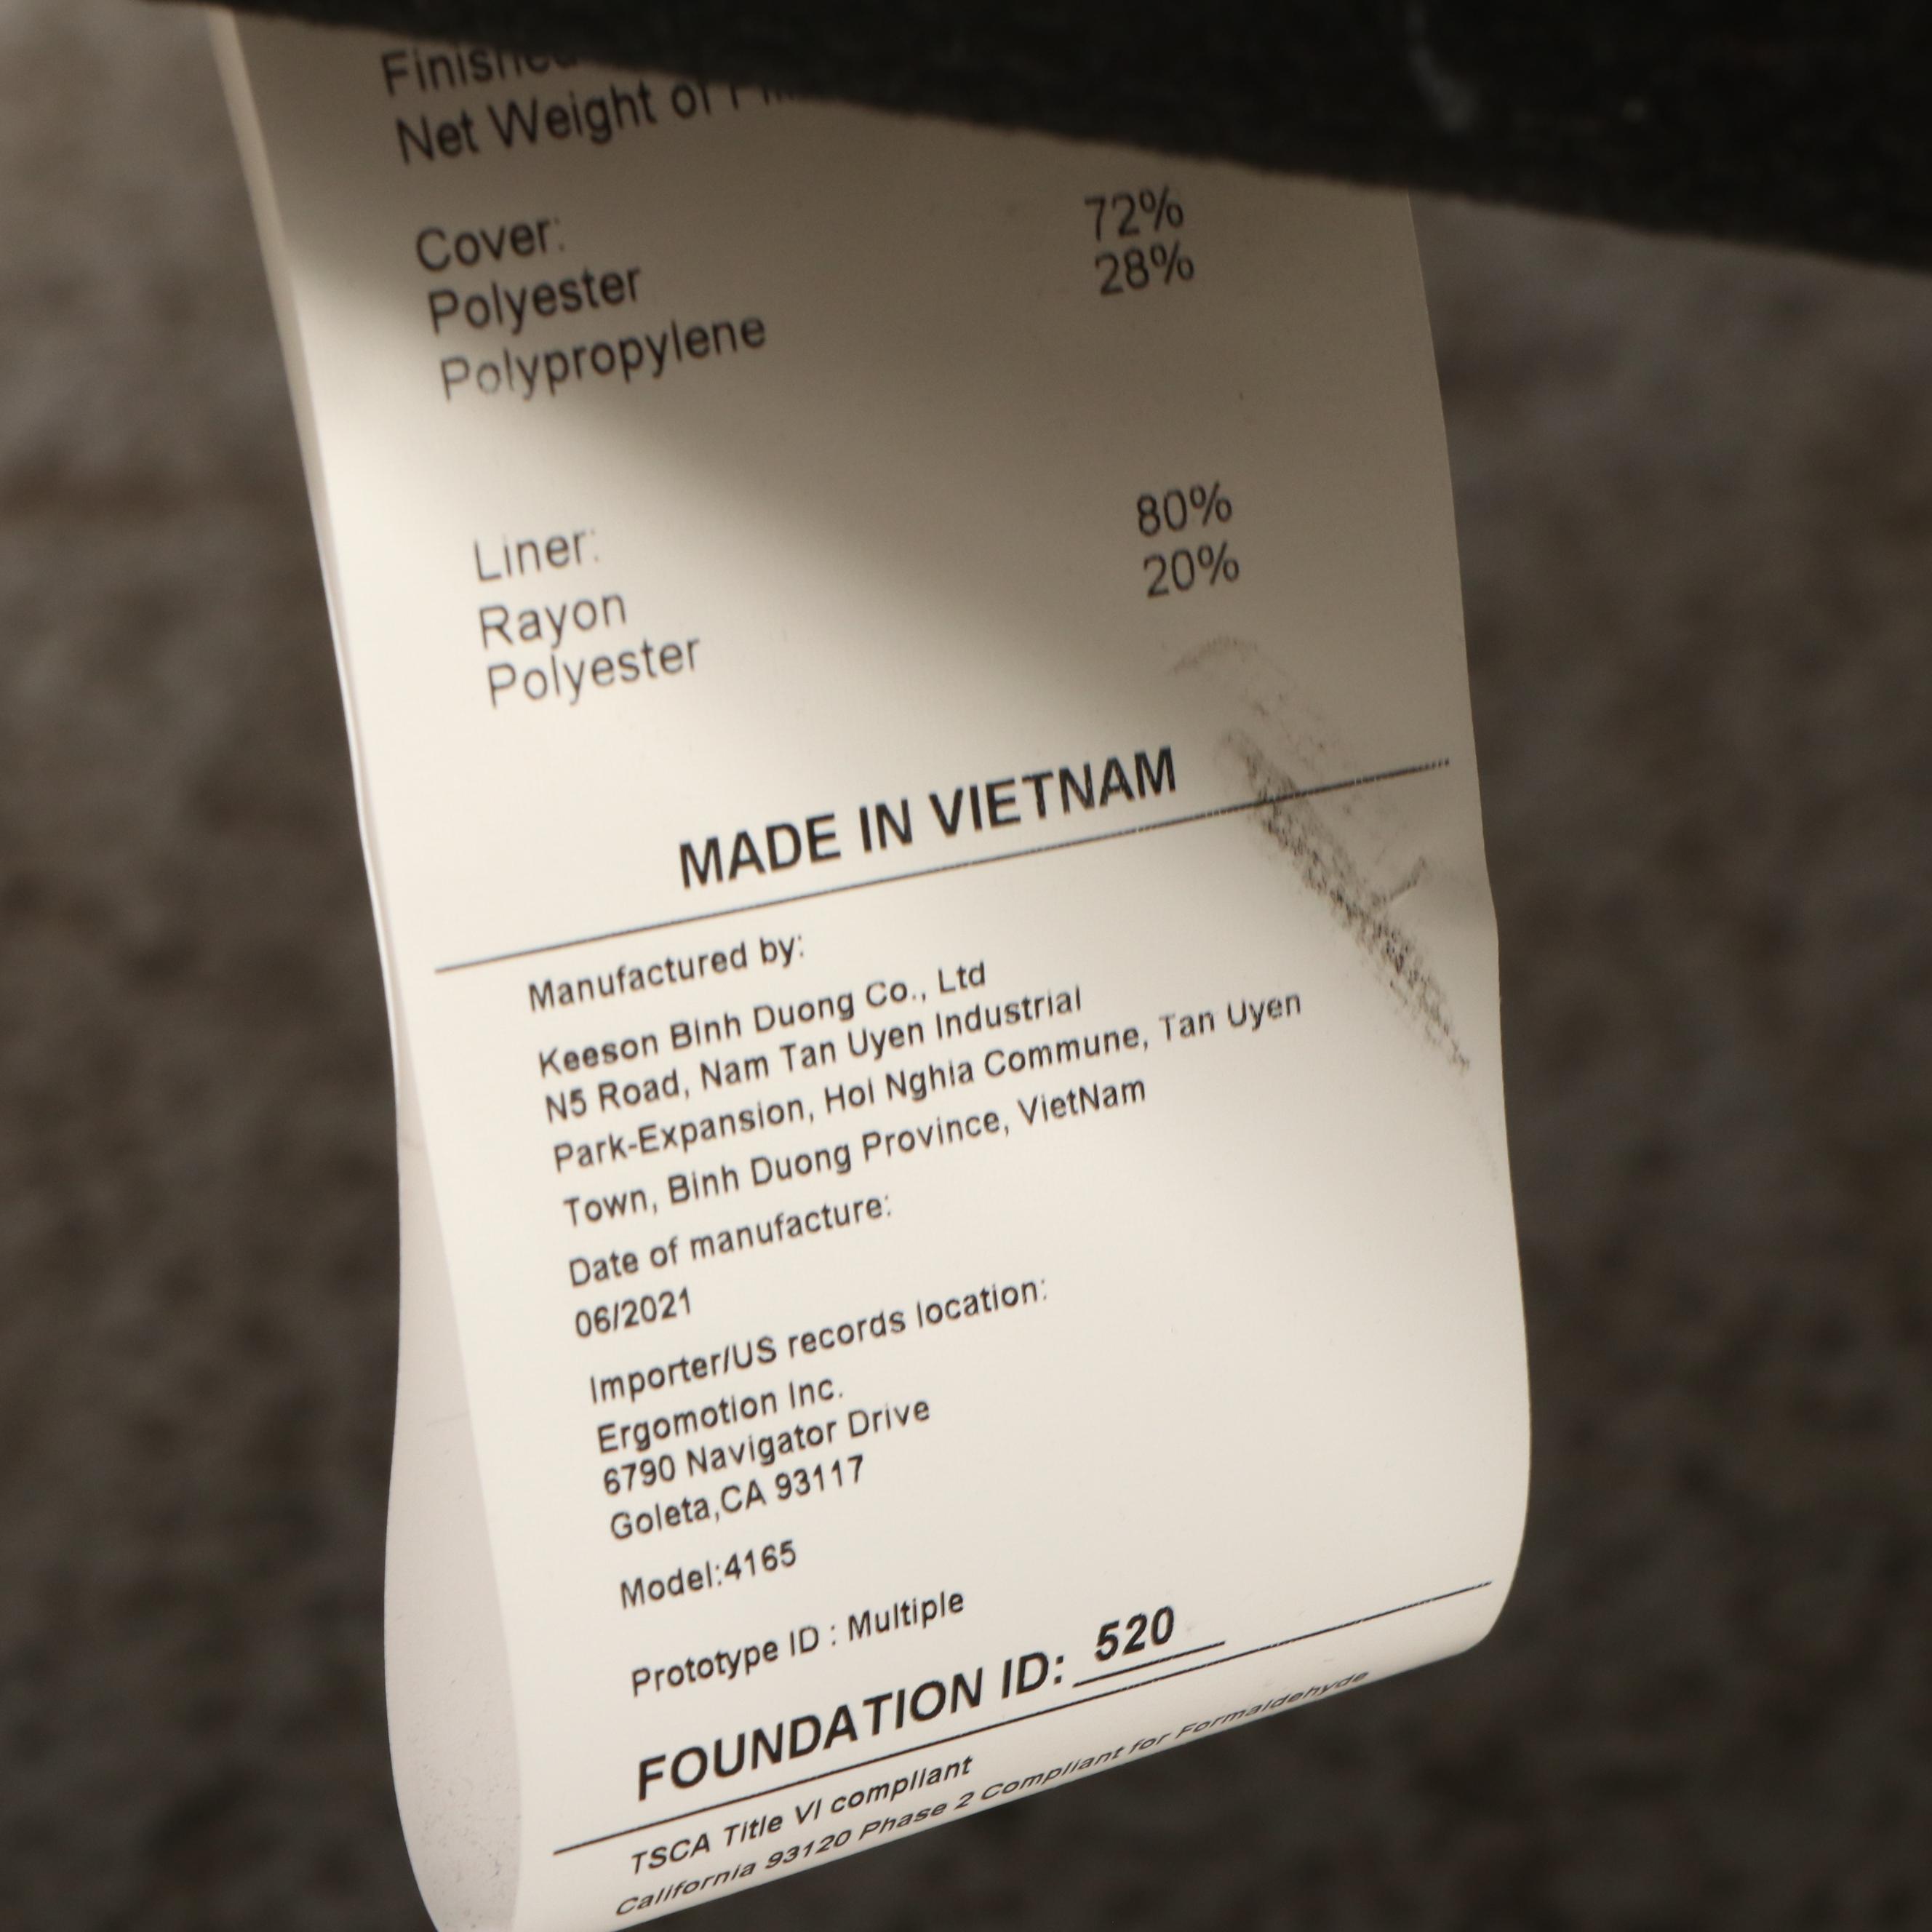 Finished
Net Weight of
Cover:
72%
Polyester
28%
Polypropylene
Liner:
80%
Rayon
20%
Polyester
MADE IN VIETNAM
Manufactured by:
Keeson Binh Duong Co., Ltd
N5 Road, Nam Tan Uyen Industrial
Park-Expansion, Hoi Nghia Commune, Tan Uyen
Town, Binh Duong Province, VietNam
Date of manufacture:
06/2021
Importer/US records location:
Ergomotion Inc.
6790 Navigator Drive
Goleta,CA 93117
Model:4165
Prototype ID : Multiple
FOUNDATION ID: 520
TSCA Title VI compliant
California 93120 Phase 2 Compliant for Formaldehyde